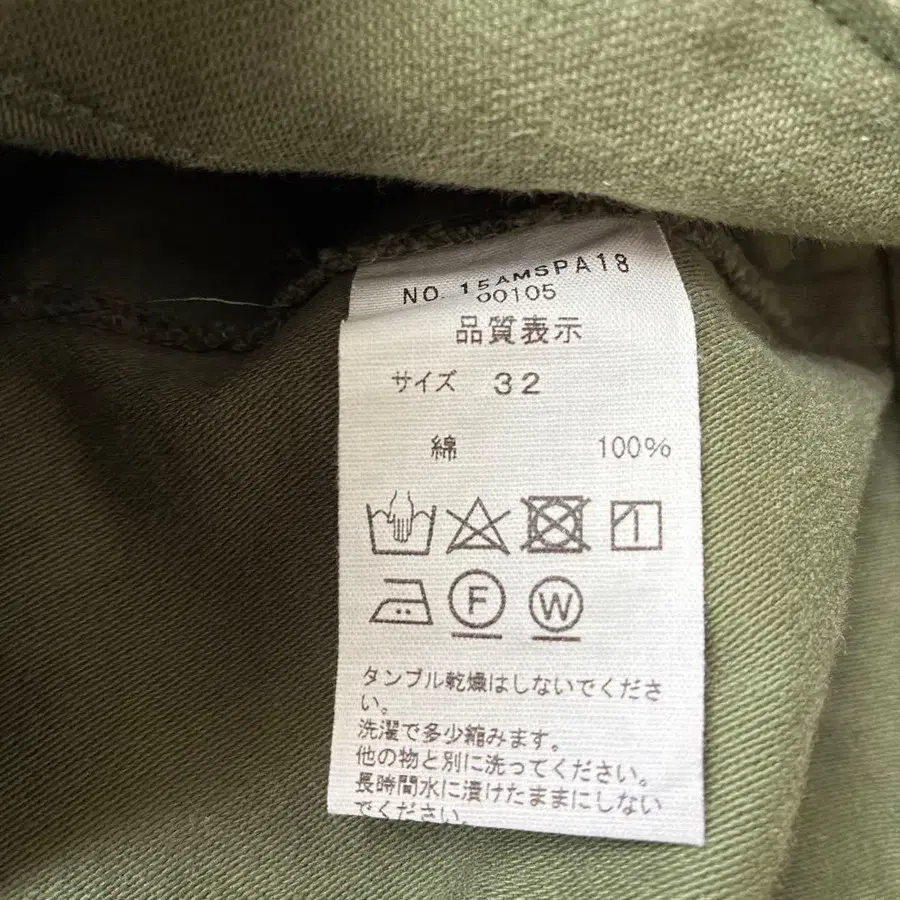 NO. 15AMSPA18
00105
品質表示
サイズ 32
綿 100%
F W
タンブル乾燥はしないでくださ
い。
洗濯で多少縮みます。
他の物と別に洗ってください。
長時間水に漬けたままにしない
でください。